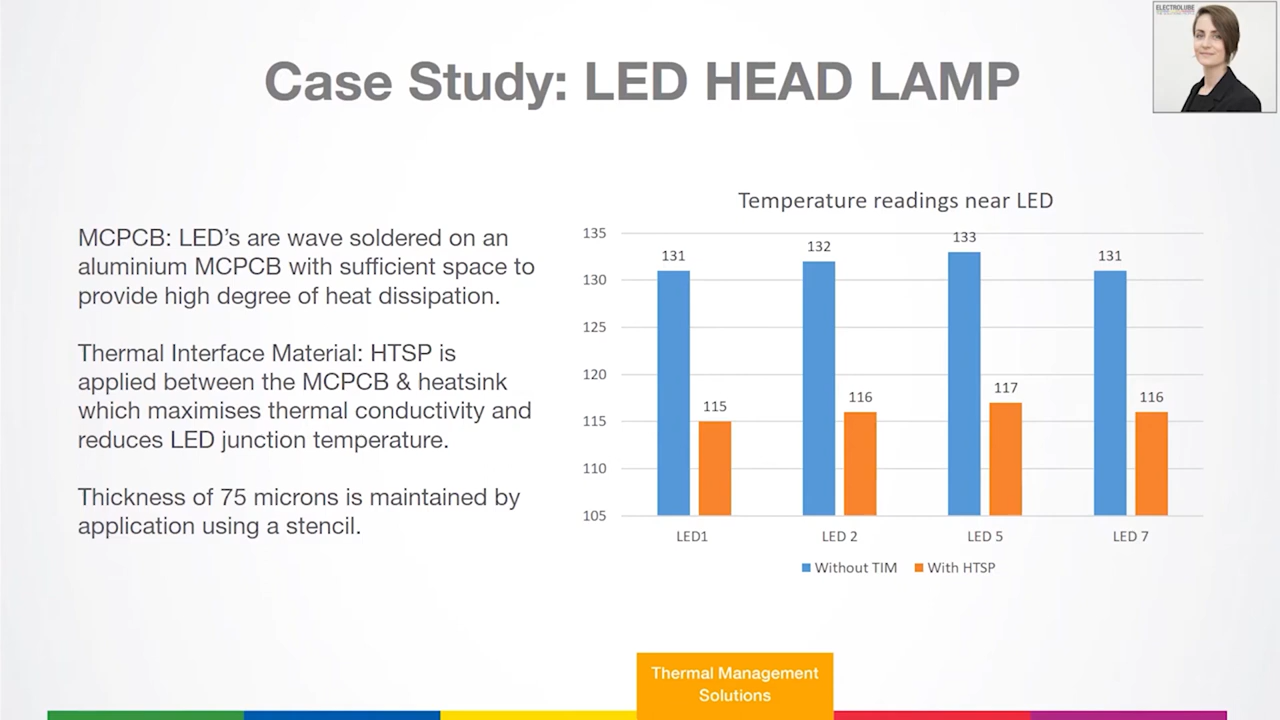 ELECTROLUBE
Case Study: LED HEAD LAMP
MCPCB: LED’s are wave soldered on an
aluminium MCPCB with sufficient space to
provide high degree of heat dissipation.
Thermal Interface Material: HTSP is
applied between the MCPCB & heatsink
which maximises thermal conductivity and
reduces LED junction temperature.
Thickness of 75 microns is maintained by
application using a stencil.
Temperature readings near LED
135
130
125
120
115
110
105
131
115
132
116
133
117
131
116
LED1
LED 2
LED 5
LED 7
Without TIM
With HTSP
Thermal Management
Solutions